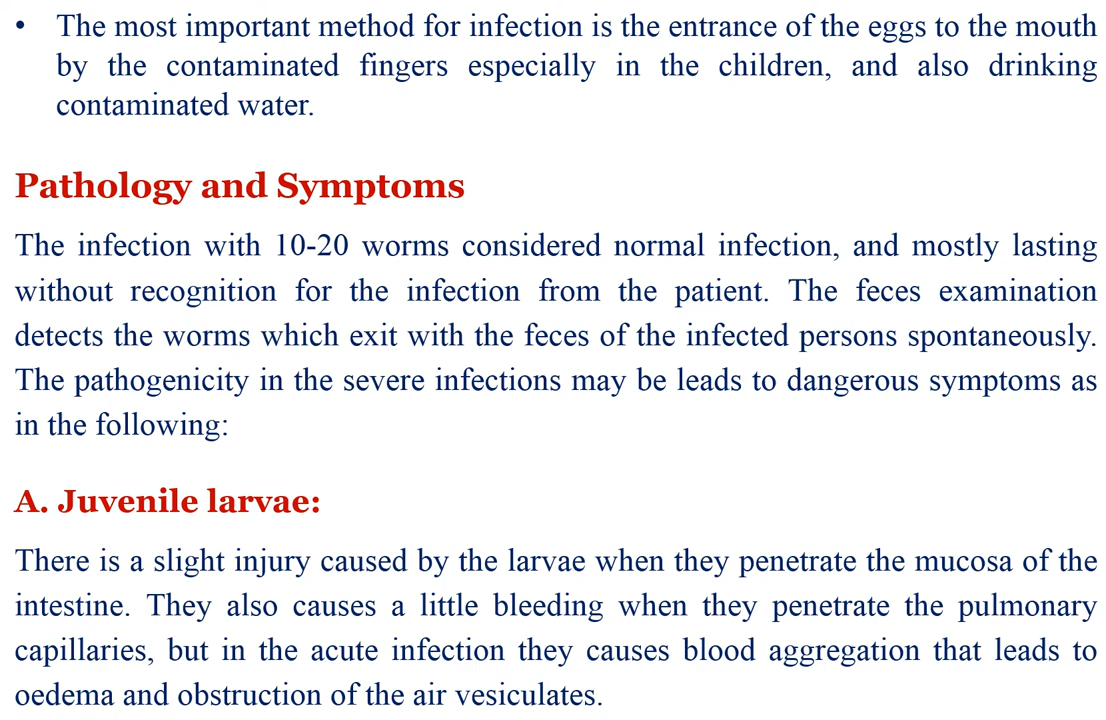 • The most important method for infection is the entrance of the eggs to the mouth
by the contaminated fingers especially in the children, and also drinking
contaminated water.
Pathology and Symptoms
The infection with 10-20 worms considered normal infection, and mostly lasting
without recognition for the infection from the patient. The feces examination
detects the worms which exit with the feces of the infected persons spontaneously.
The pathogenicity in the severe infections may be leads to dangerous symptoms as
in the following:
A. Juvenile larvae:
There is a slight injury caused by the larvae when they penetrate the mucosa of the
intestine. They also causes a little bleeding when they penetrate the pulmonary
capillaries, but in the acute infection they causes blood aggregation that leads to
oedema and obstruction of the air vesiculates.